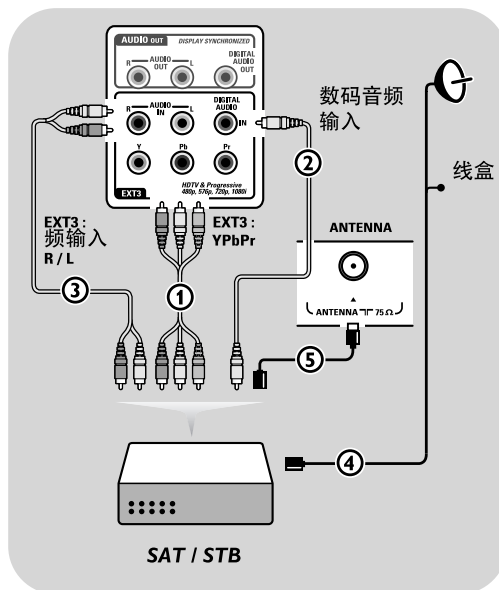 AUDIO OUT DISPLAY SYNCHRONIZED
R AUDIO OUT L
DIGITAL AUDIO OUT
R AUDIO IN L
DIGITAL AUDIO IN
Y Pb Pr
EXT3
HDTV & Progressive
480p, 576p, 720p, 1080i
数码音频
输入
②
线盒
EXT3 :
频输入
R / L
EXT3 :
YPbPr
ANTENNA
ANTENNA 75 Ω
③
①
⑤
④
SAT / STB